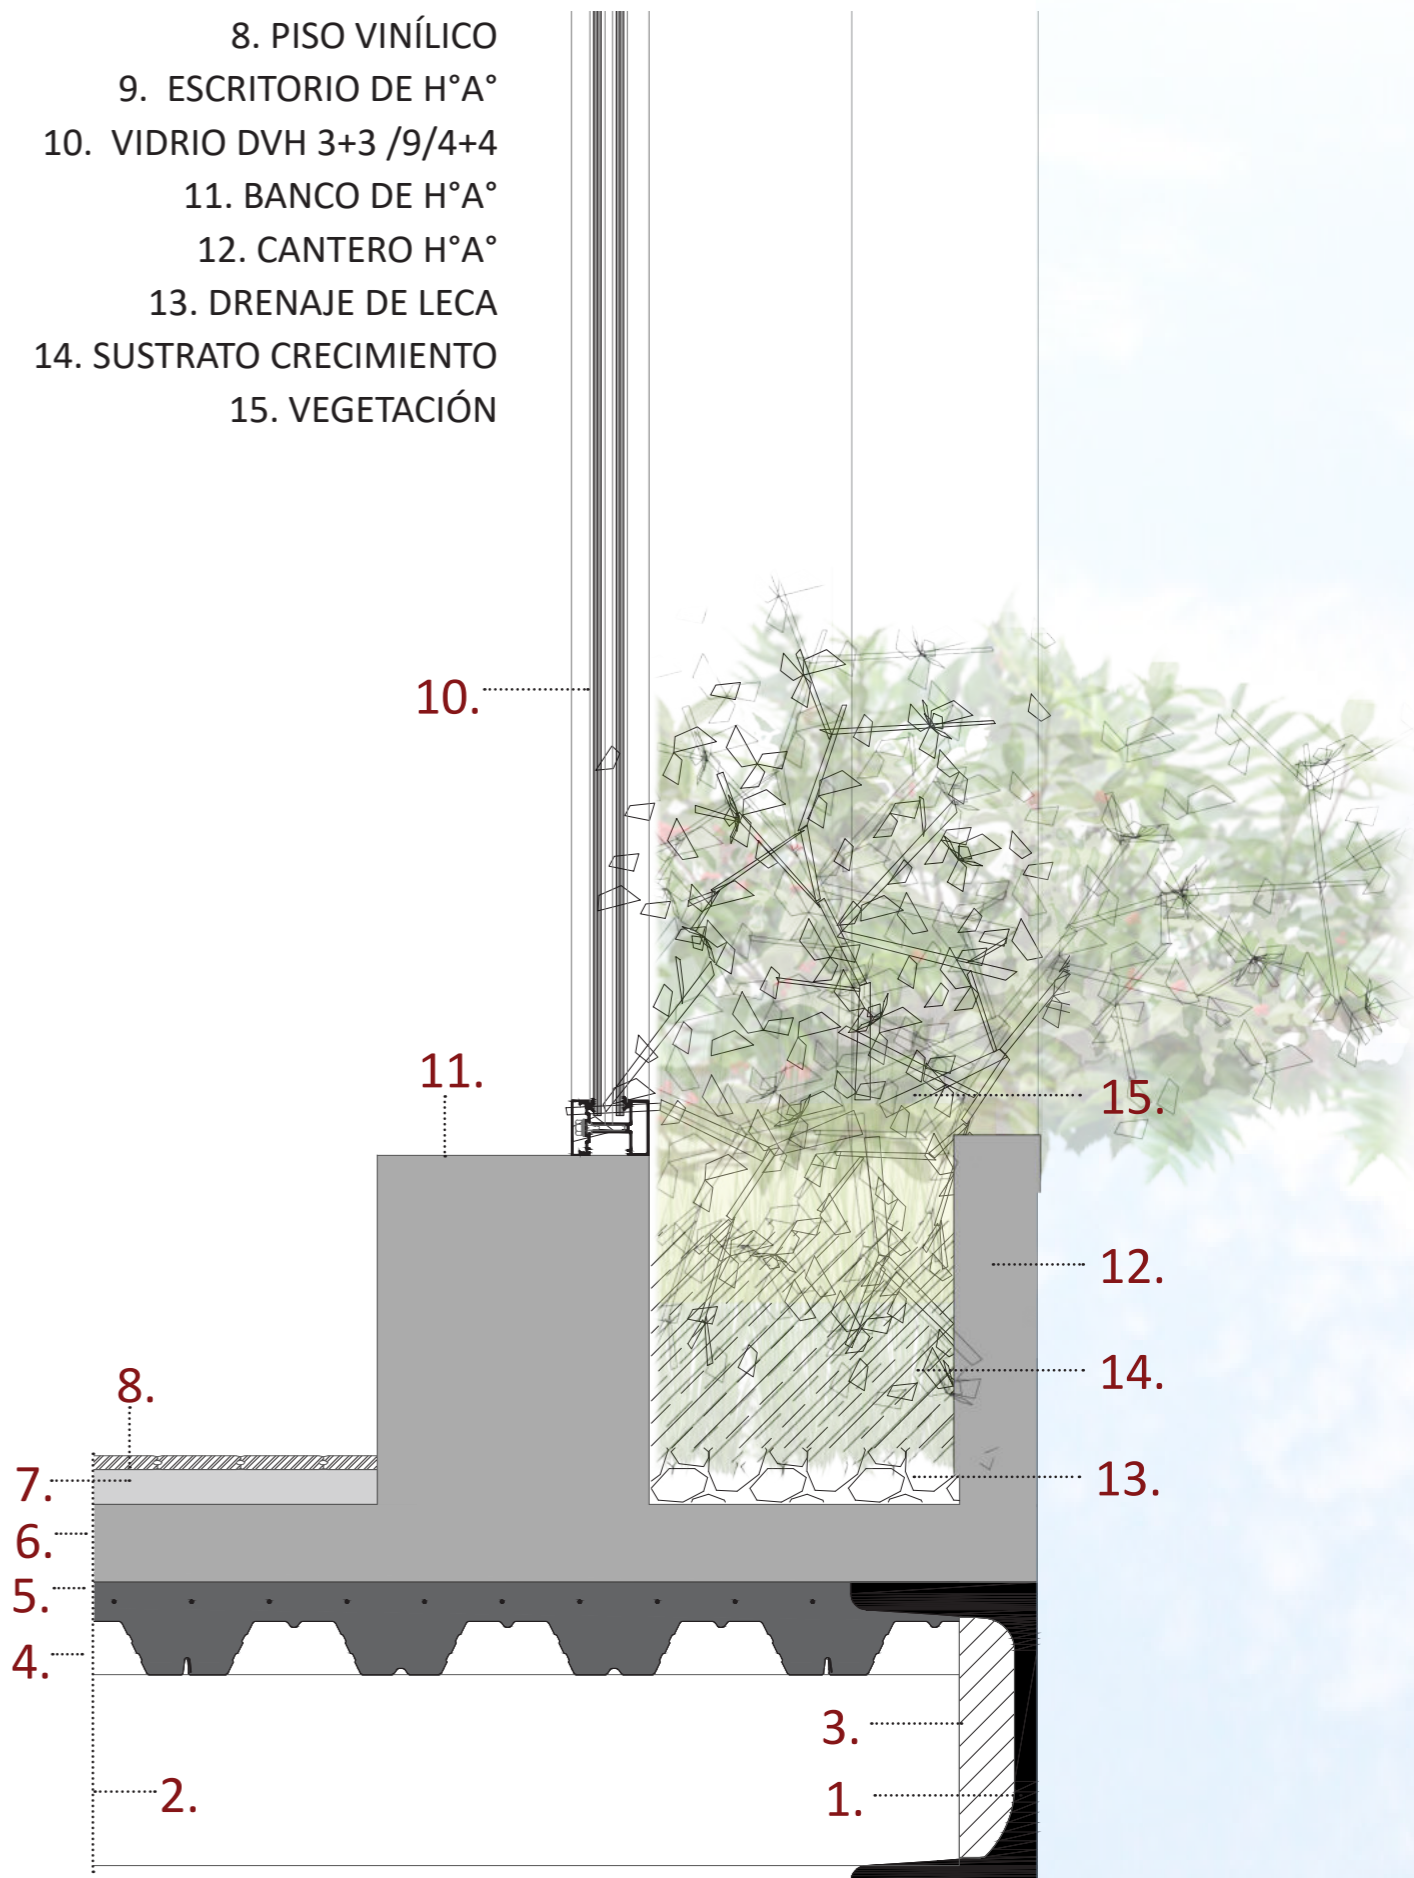 8. PISO VINÍLICO
9. ESCRITORIO DE H°A°
10. VIDRIO DVH 3+3 /9/4+4
11. BANCO DE H°A°
12. CANTERO H°A°
13. DRENAJE DE LECA
14. SUSTRATO CRECIMIENTO
15. VEGETACIÓN
10.
11.
15.
12.
14.
8.
13.
7.
6.
5.
4.
3.
2.
1.